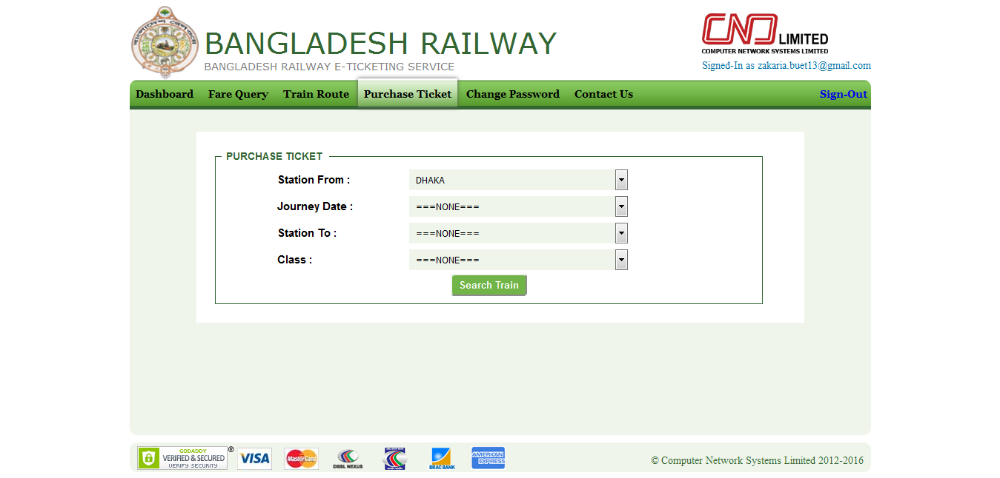 BANGLADESH RAILWAY
BANGLADESH RAILWAY E-TICKETING SERVICE
LIMITED
COMPUTER NETWORK SYSTEMS LIMITED
Signed-In as zakaria.buet13@gmail.com
Dashboard Fare Query Train Route Purchase Ticket Change Password Contact Us Sign-Out
PURCHASE TICKET
Station From : DHAKA
Journey Date : ===NONE===
Station To : ===NONE===
Class : ===NONE===
Search Train
GODADDY
VERIFIED & SECURED
VERIFY SECURITY
®
VISA
MasterCard
DBBL NEXUS
BRAC BANK
AMERICAN
EXPRESS
© Computer Network Systems Limited 2012-2016